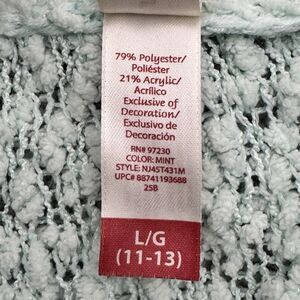 79% Polyester/
Poliéster
21% Acrylic/
Acrílico
Exclusive of
Decoration/
Exclusivo de
Decoración
RN# 97230
COLOR: MINT
STYLE: NJ45T431M
UPC# 88741193688
25B
L/G
(11-13)